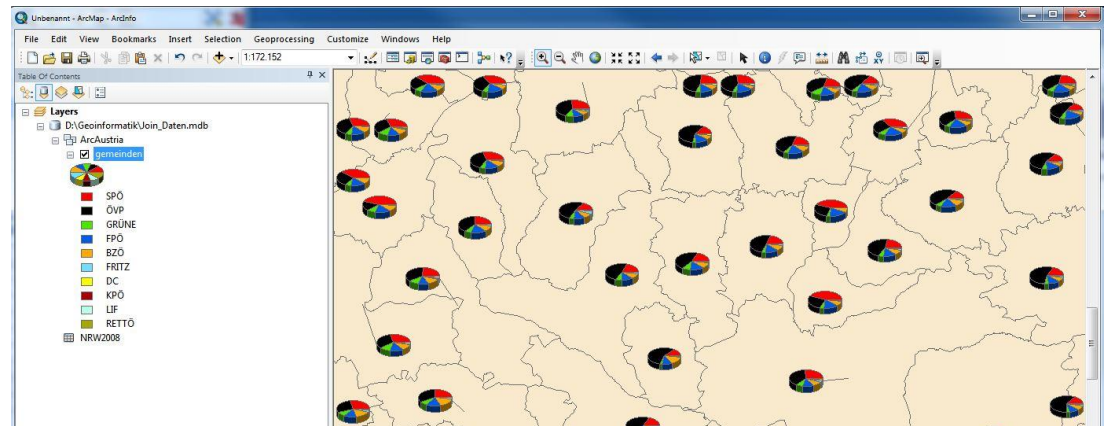 Unbenannt - ArcMap - ArcInfo
File Edit View Bookmarks Insert Selection Geoprocessing Customize Windows Help
1:172.152
Table Of Contents
Layers
D:\Geoinformatik\Join_Daten.mdb
ArcAustria
gemeinden
SPÖ
ÖVP
GRÜNE
FPÖ
BZÖ
FRITZ
DC
KPÖ
LIF
RETTÖ
NRW2008